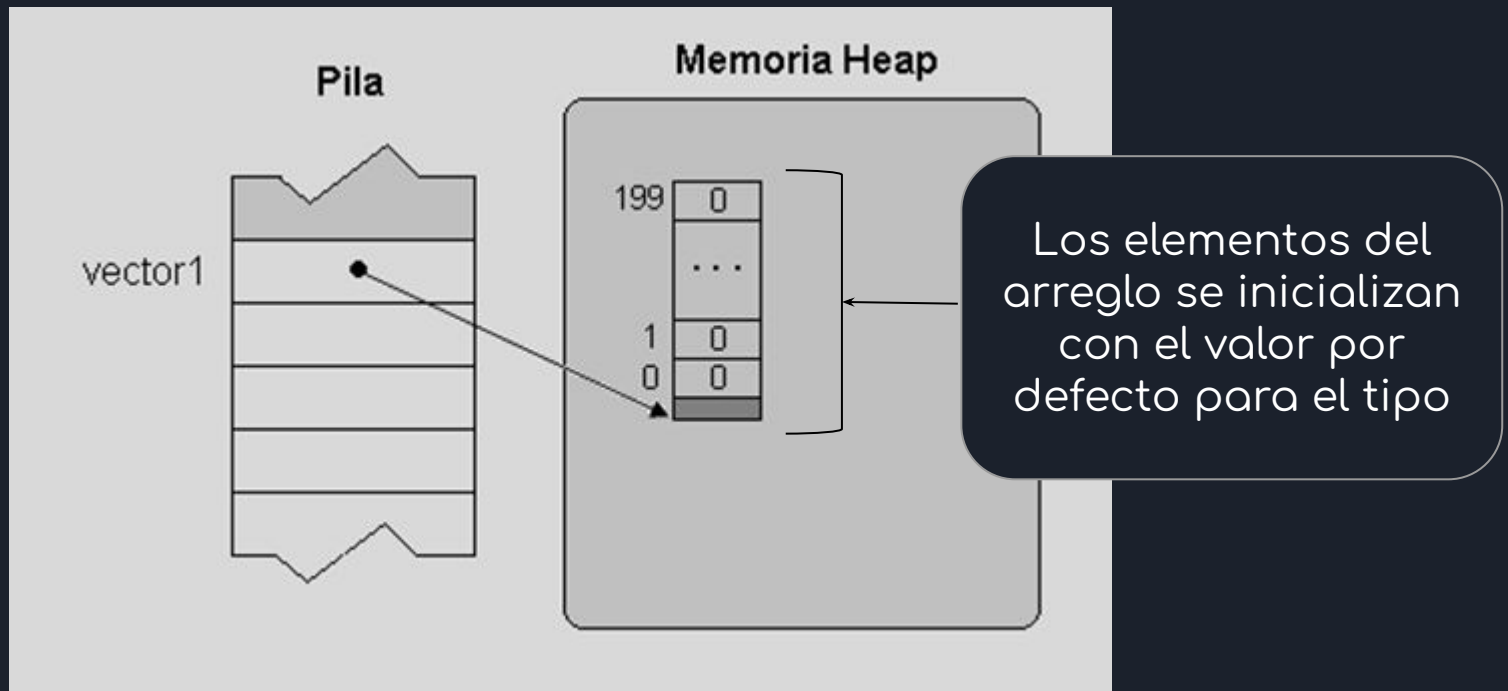 Pila
Memoria Heap
vector1
199 0
...
1 0
0 0
Los elementos del
arreglo se inicializan
con el valor por
defecto para el tipo